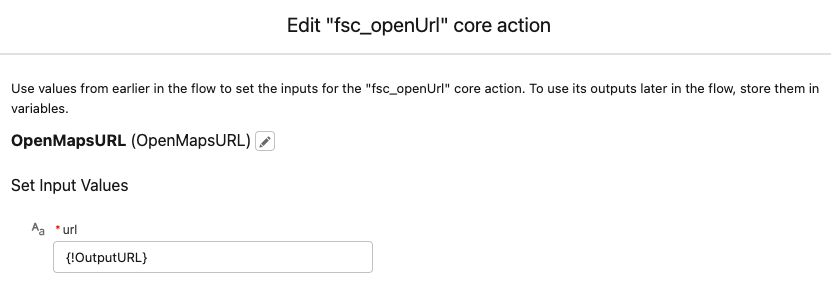 Edit "fsc_openUrl" core action
Use values from earlier in the flow to set the inputs for the "fsc_openUrl" core action. To use its outputs later in the flow, store them in
variables.
OpenMapsURL (OpenMapsURL)
Set Input Values
Aa * url
{!OutputURL}